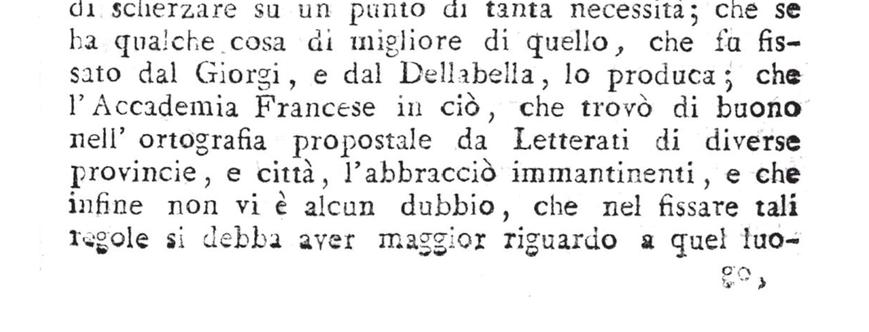 di scherzare su un punto di tanta necessità; che se
ha qualche cosa di migliore di quello, che fu fis-
sato dal Giorgi, e dal Dellabella, lo produca; che
l'Accademia Francese in ciò, che trovò di buono
nell' ortografia propostale da Letterati di diverse
provincie, e città, l'abbracciò immantinenti, e che
infine non vi è alcun dubbio, che nel fissare tali
regole si debba aver maggior riguardo a quel luo-
go,